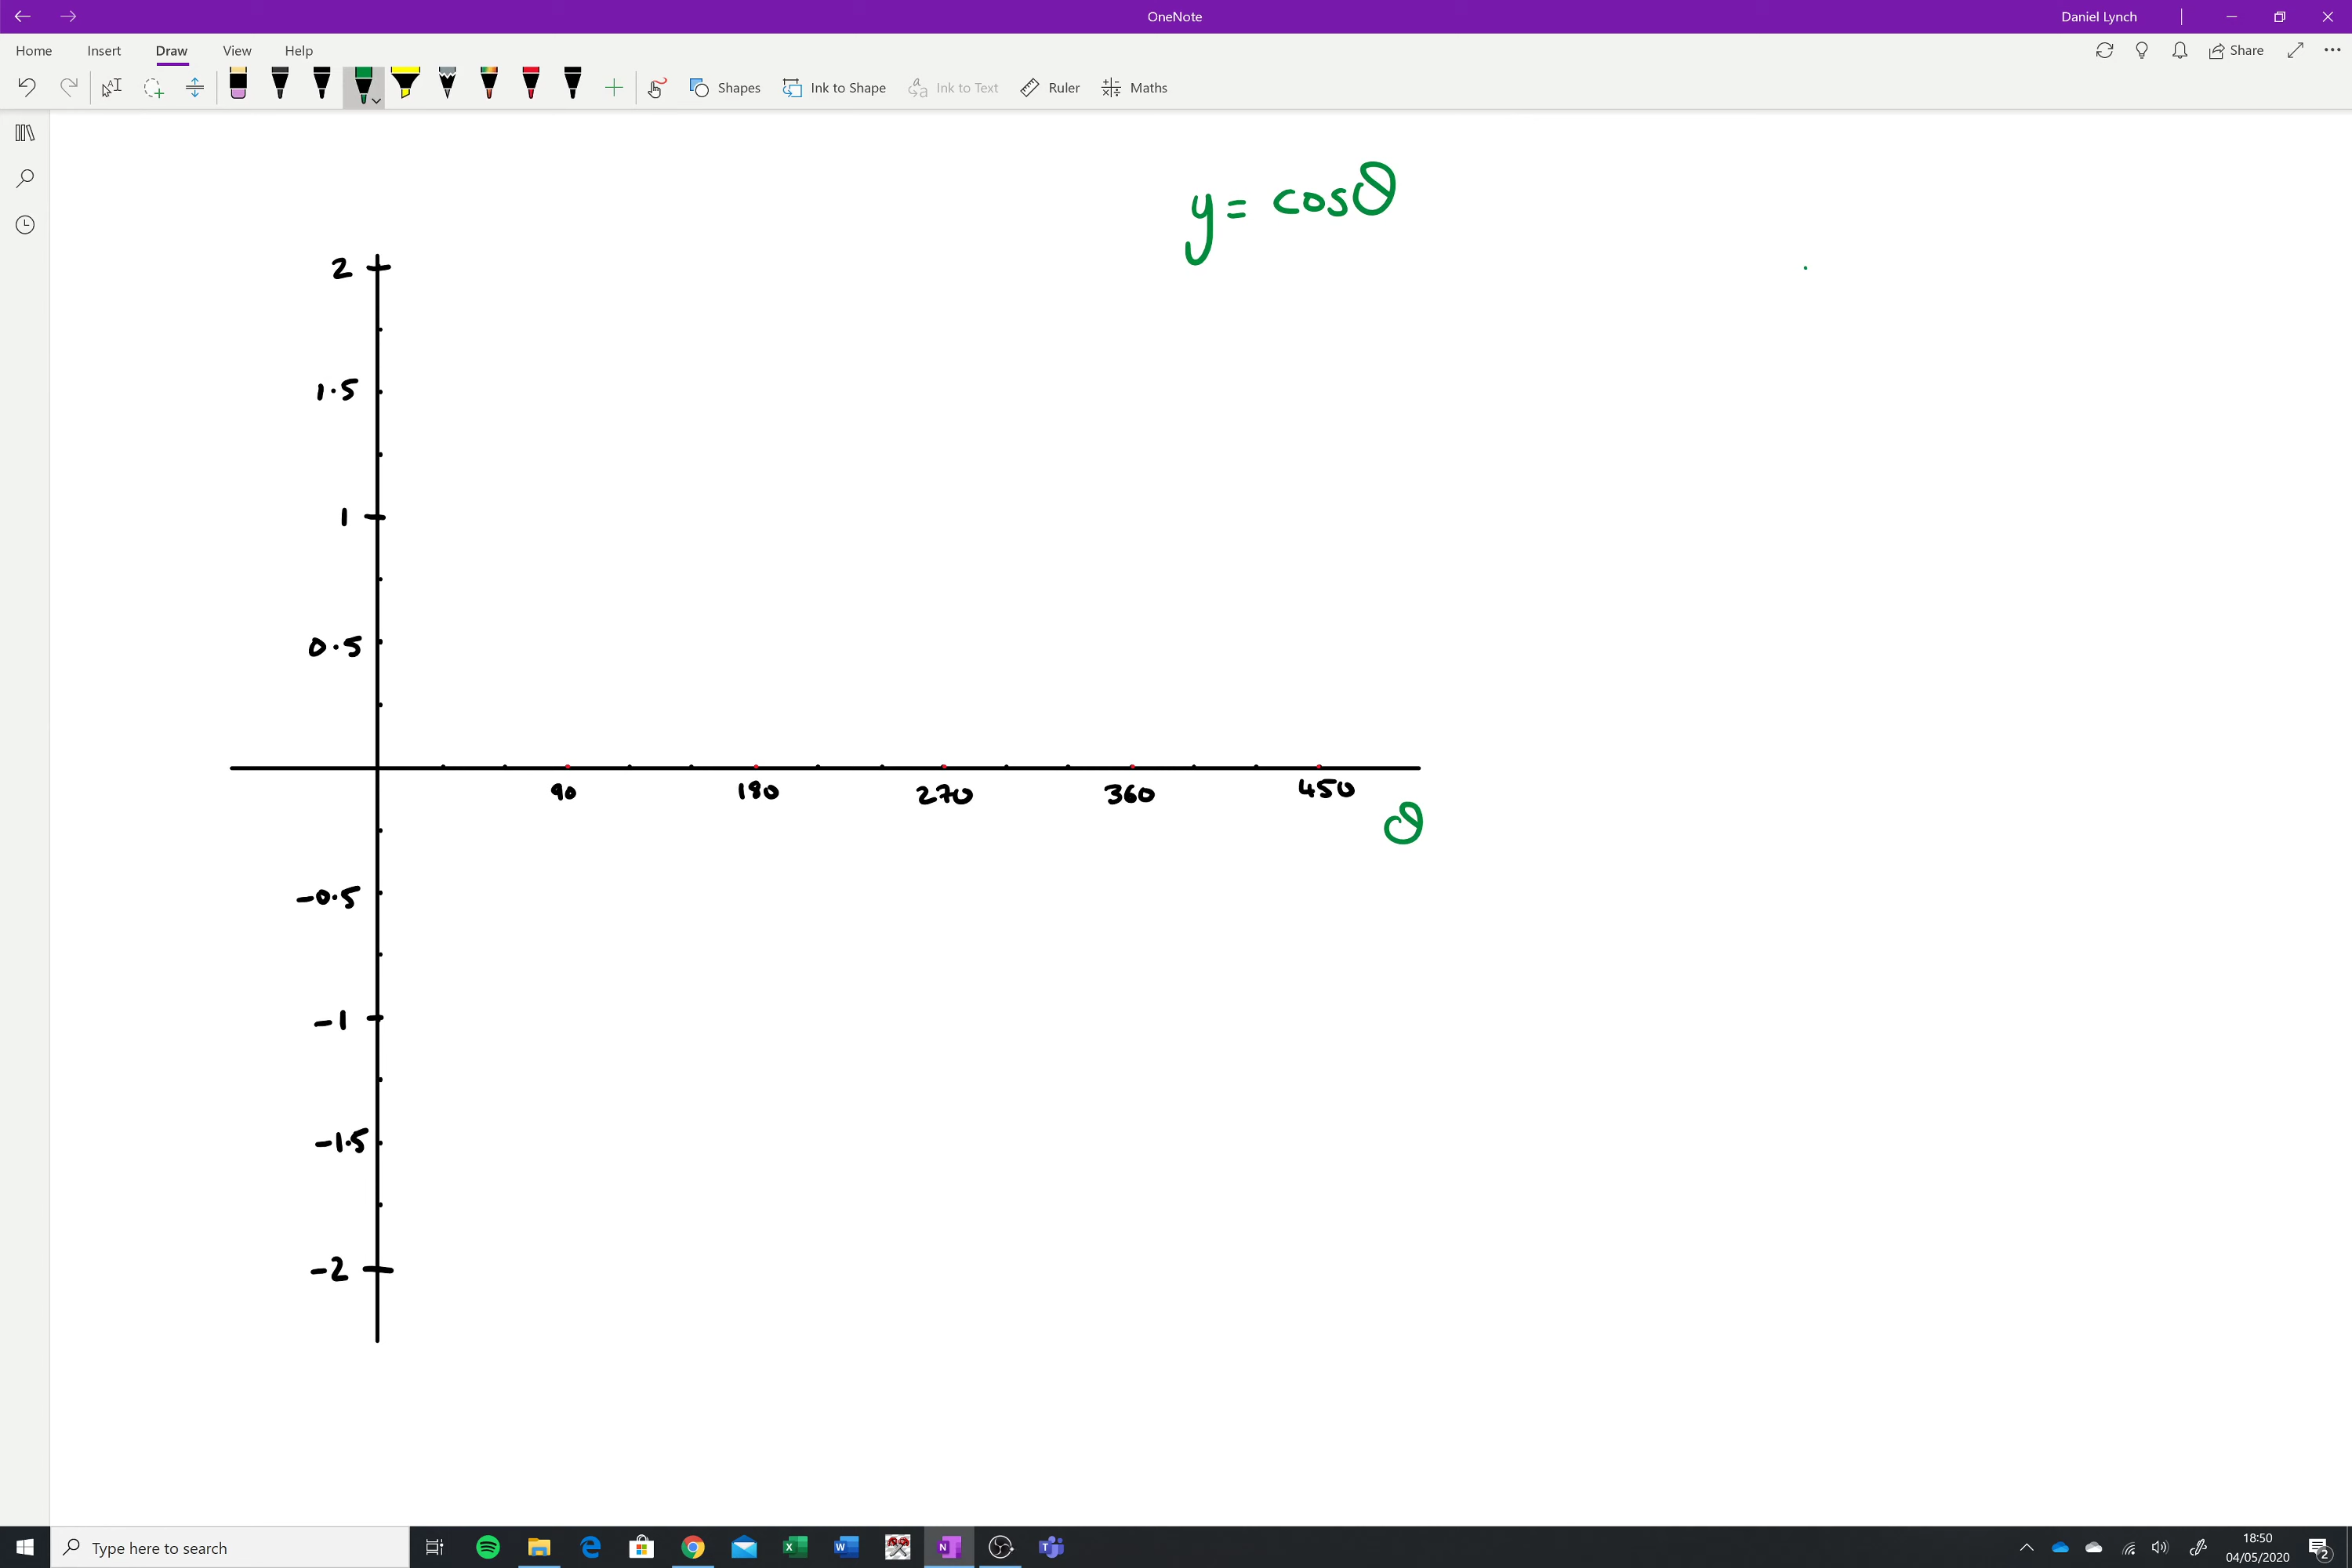 OneNote
Daniel Lynch
Home Insert Draw View Help
Share
Shapes Ink to Shape Ink to Text Ruler Maths
y = cosθ
2
1.5
1
0.5
90 180 270 360 450
θ
-0.5
-1
-1.5
-2
Type here to search
18:50
04/05/2020
2